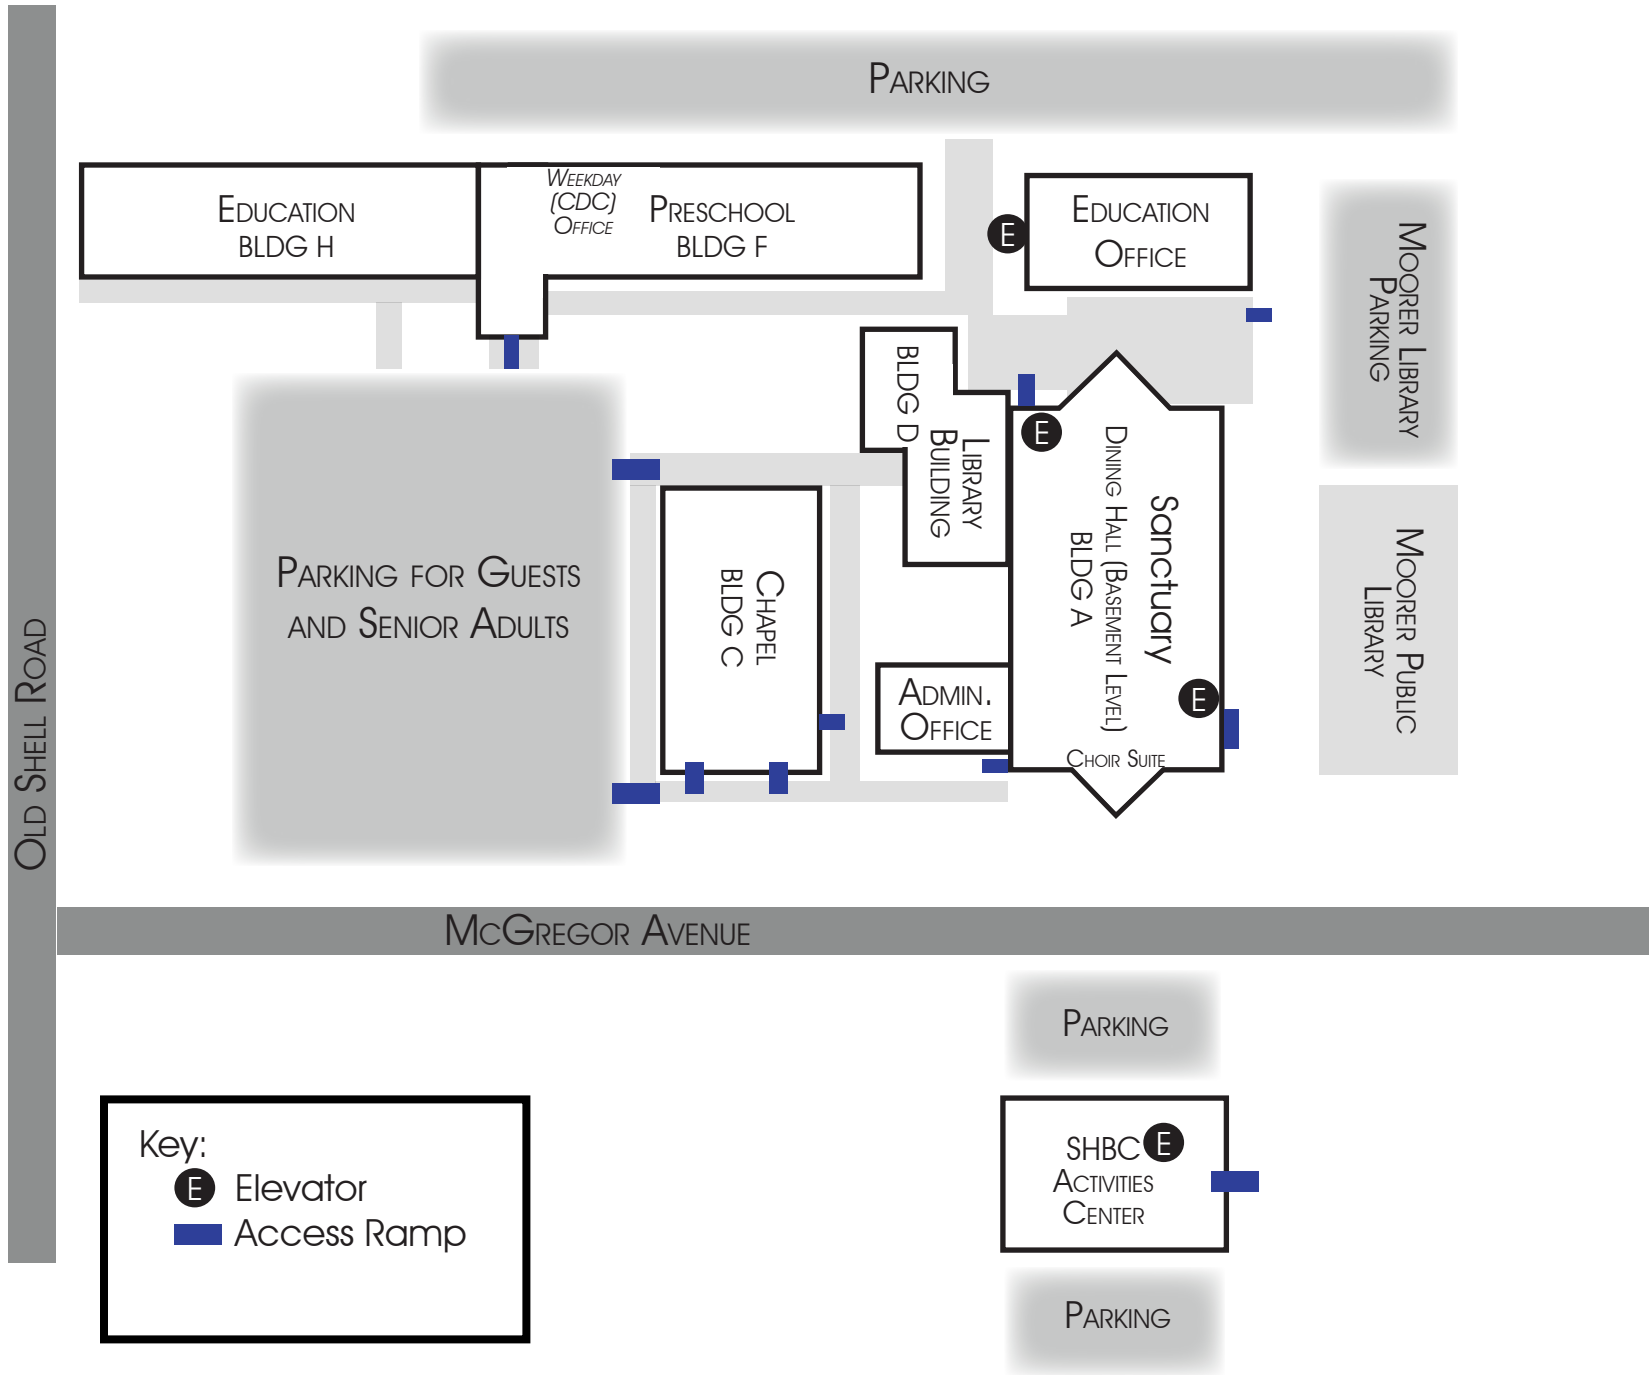 PARKING
EDUCATION
BLDG H
WEEKDAY
(CDC)
OFFICE
PRESCHOOL
BLDG F
E
EDUCATION
OFFICE
MOORER LIBRARY
PARKING
BLDG D
LIBRARY
BUILDING
E
Sanctuary
DINING HALL (BASEMENT LEVEL)
BLDG A
E
CHOIR SUITE
PARKING FOR GUESTS
AND SENIOR ADULTS
CHAPEL
BLDG C
ADMIN.
OFFICE
MOORER PUBLIC
LIBRARY
OLD SHELL ROAD
MCGREGOR AVENUE
PARKING
SHBC E
ACTIVITIES
CENTER
PARKING
Key:
E Elevator
Access Ramp